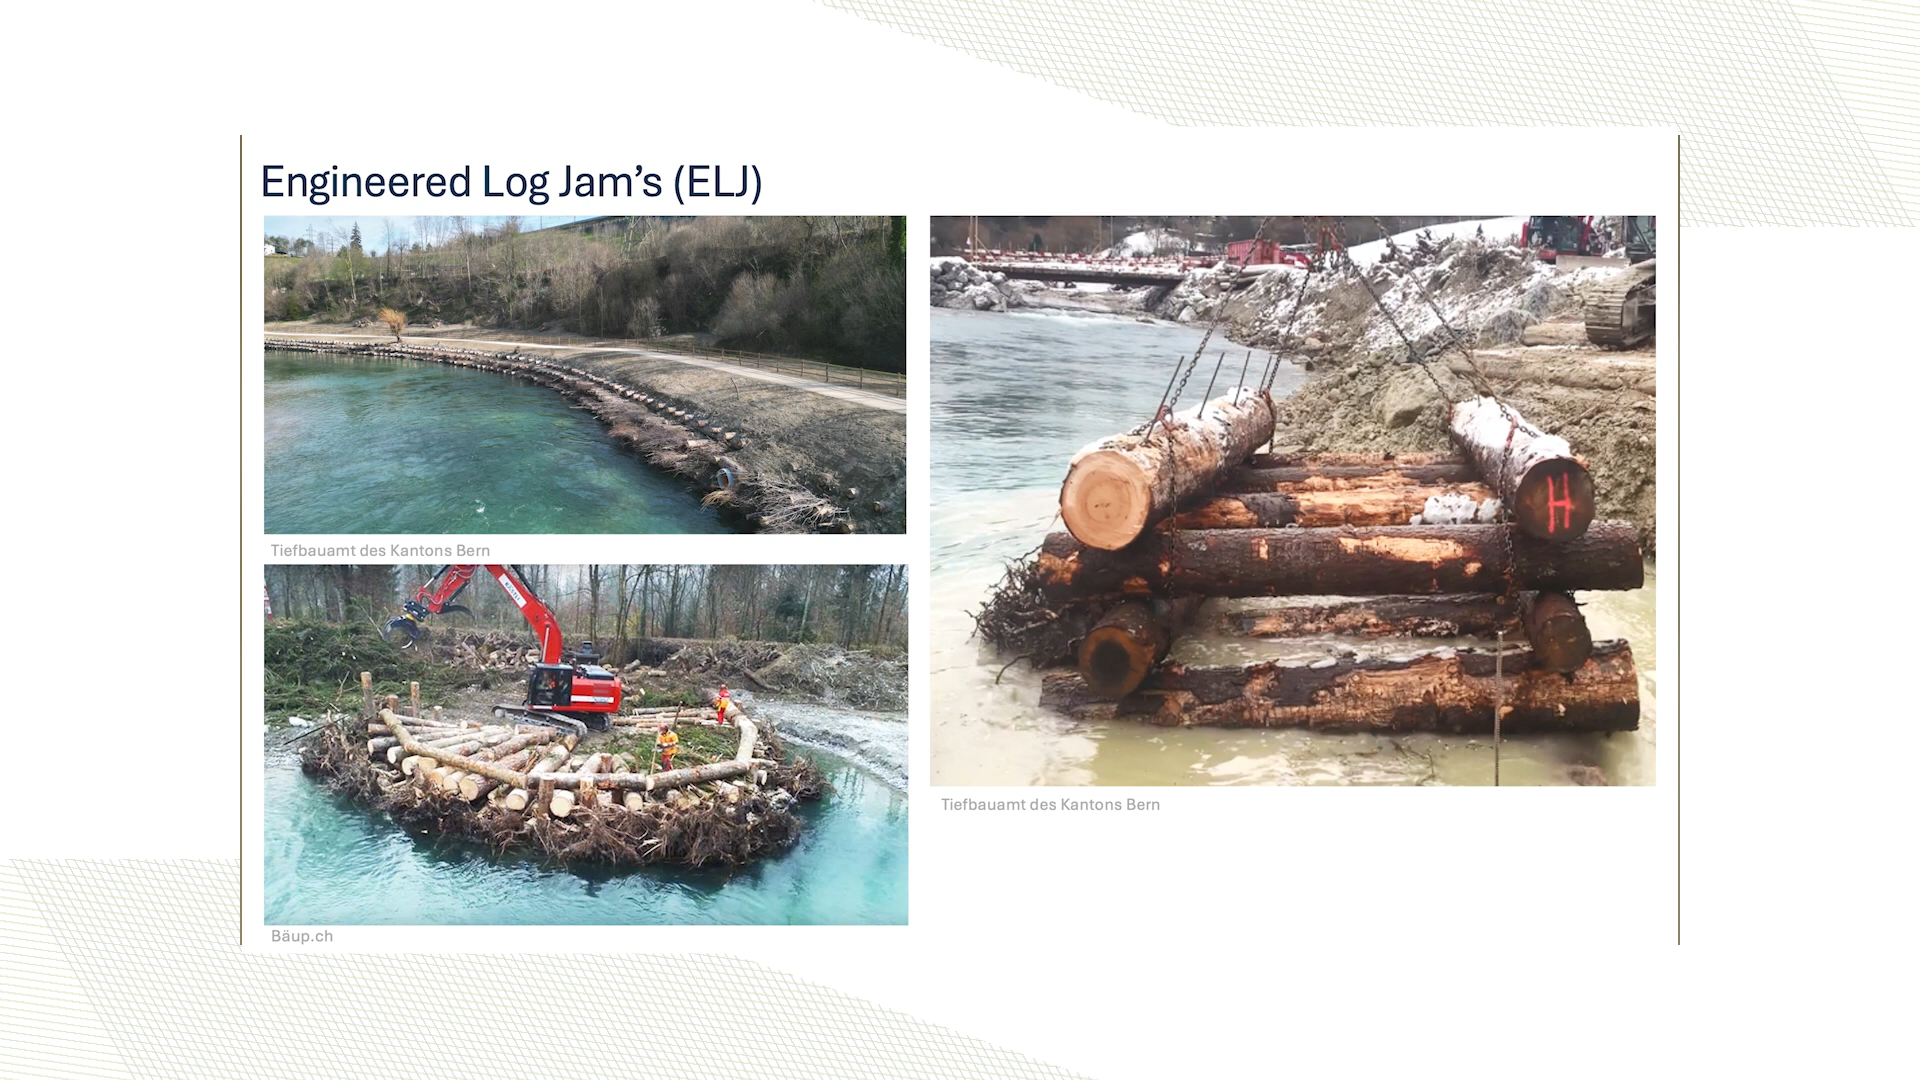 Engineered Log Jam’s (ELJ)
Tiefbauamt des Kantons Bern
H
Tiefbauamt des Kantons Bern
Bäup.ch